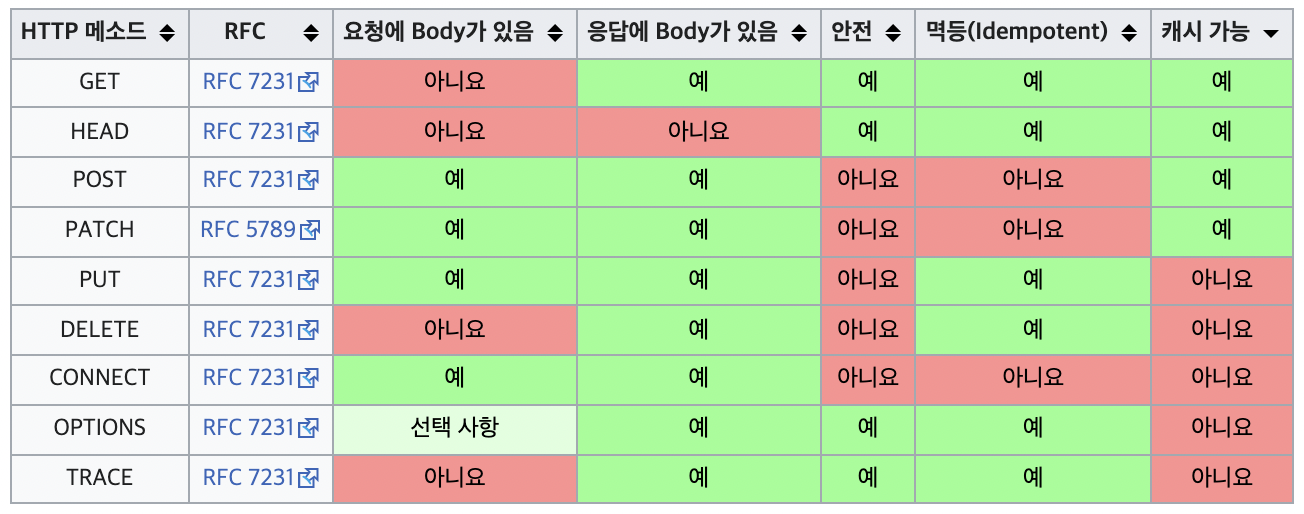 HTTP 메소드 RFC 요청에 Body가 있음 응답에 Body가 있음 안전 멱등(Idempotent) 캐시 가능
GET RFC 7231 아니요 예 예 예 예
HEAD RFC 7231 아니요 아니요 예 예 예
POST RFC 7231 예 예 아니요 아니요 예
PATCH RFC 5789 예 예 아니요 아니요 예
PUT RFC 7231 예 예 아니요 예 아니요
DELETE RFC 7231 아니요 예 아니요 예 아니요
CONNECT RFC 7231 예 예 아니요 아니요 아니요
OPTIONS RFC 7231 선택 사항 예 예 예 아니요
TRACE RFC 7231 아니요 예 예 예 아니요